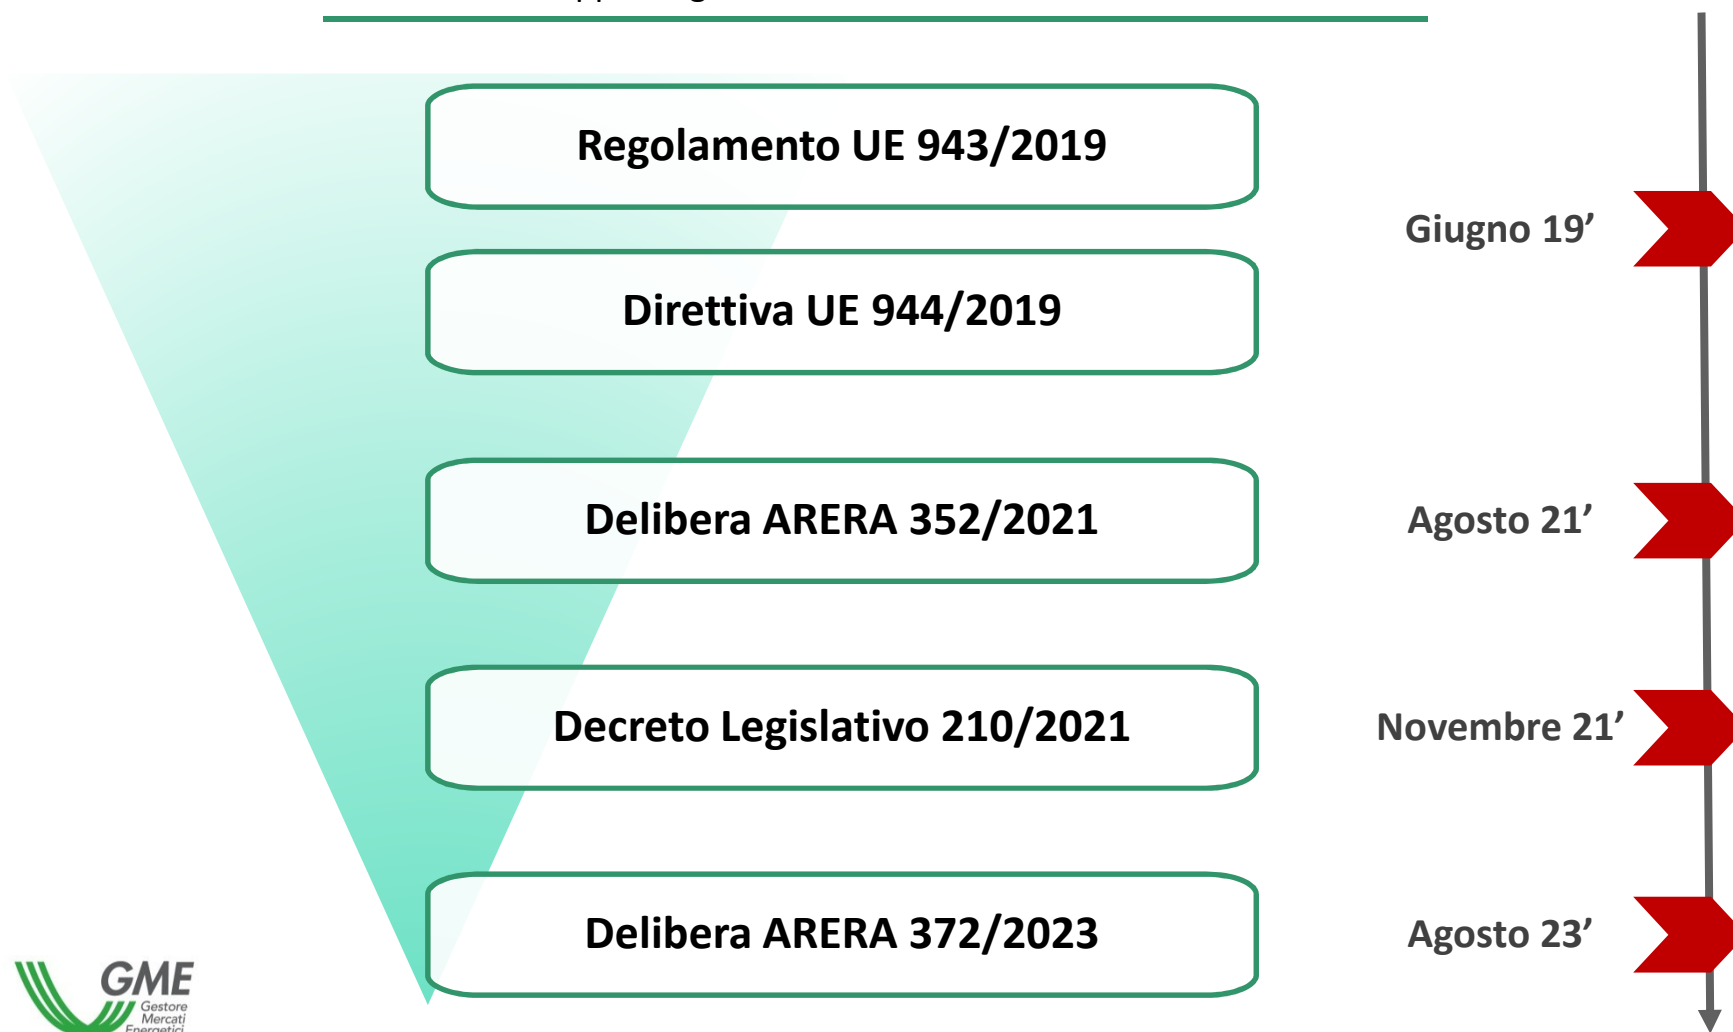 Regolamento UE 943/2019
Giugno 19’
Direttiva UE 944/2019
Delibera ARERA 352/2021
Agosto 21’
Decreto Legislativo 210/2021
Novembre 21’
Delibera ARERA 372/2023
Agosto 23’
GME
Gestore
Mercati
Energetici